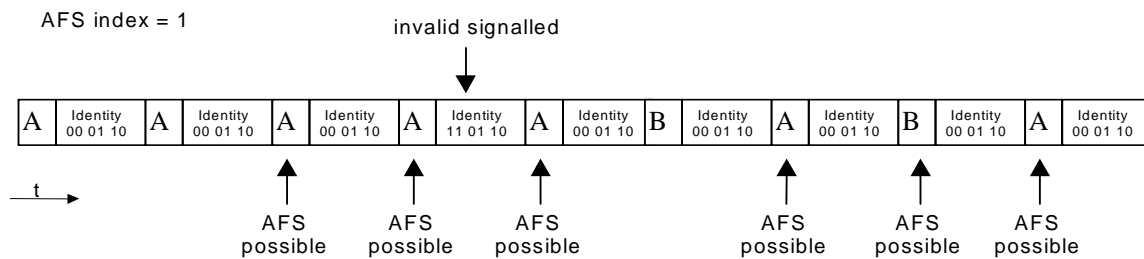 AFS index = 1
invalid signalled
A Identity A Identity A Identity A Identity A Identity B Identity A Identity B Identity A Identity
00 01 10 00 01 10 00 01 10 11 01 10 00 01 10 00 01 10 00 01 10 00 01 10 00 01 10
t
AFS AFS AFS AFS AFS AFS
possible possible possible possible possible possible